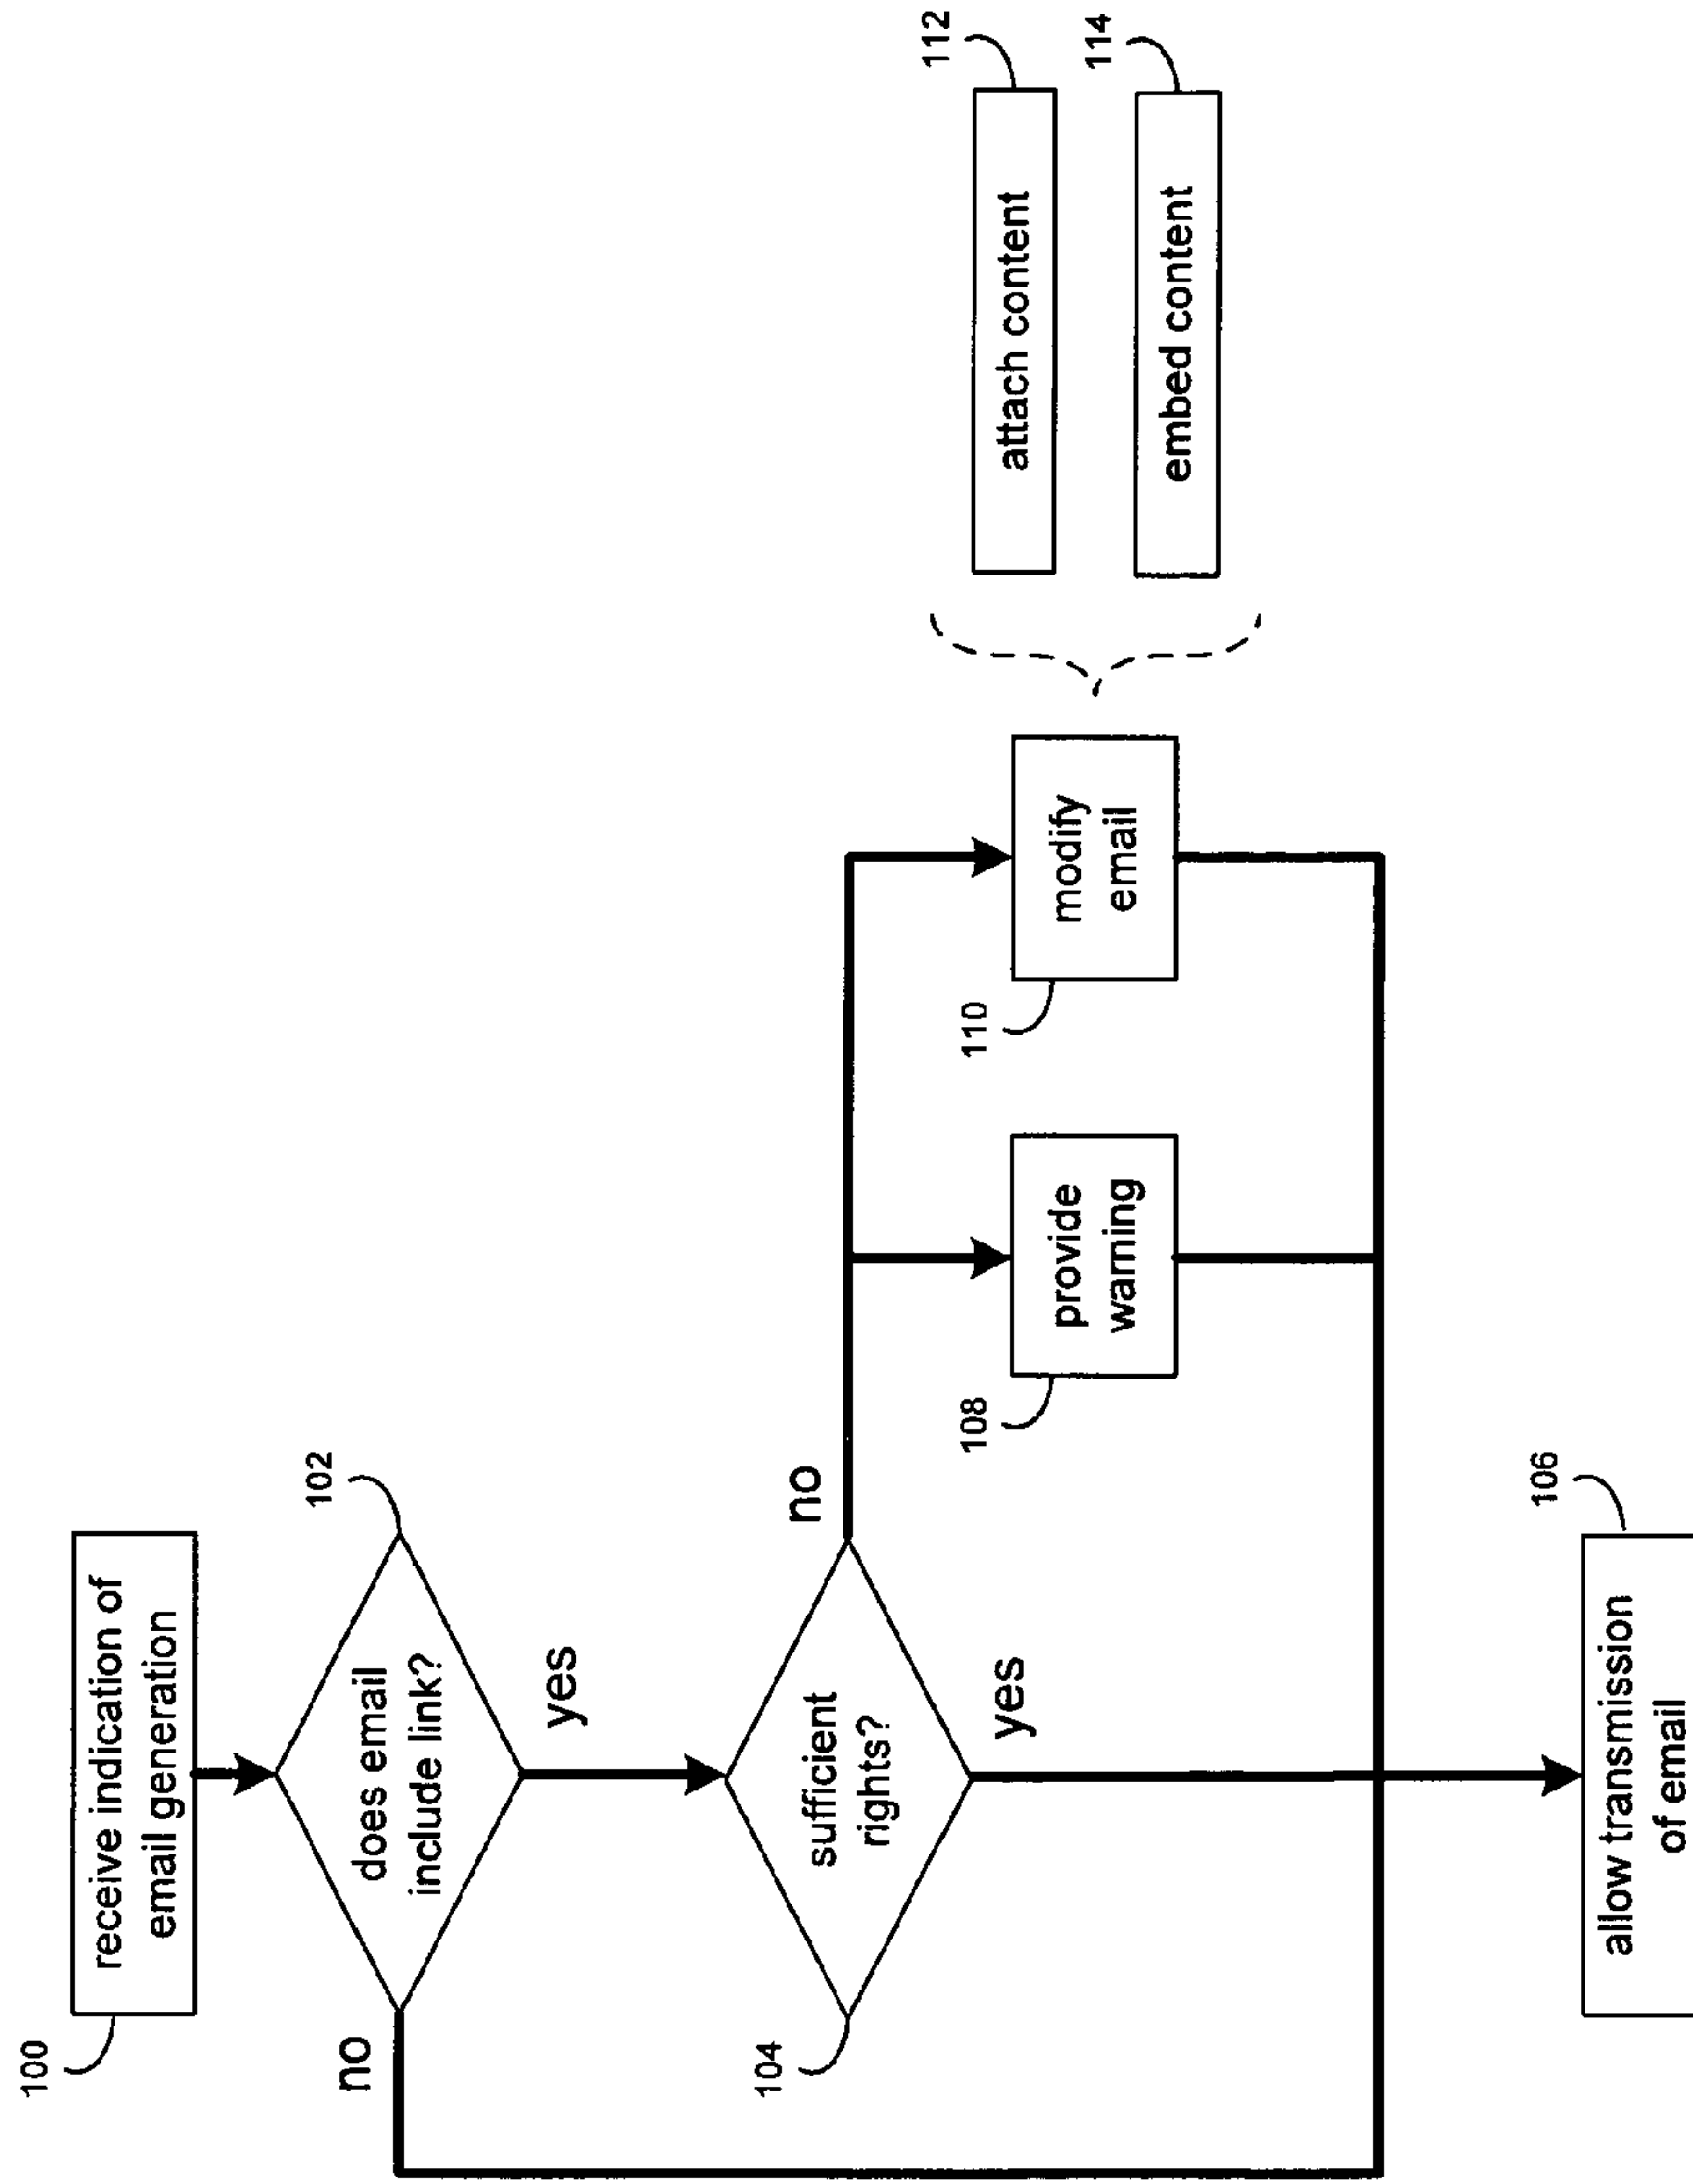 100
receive indication of
email generation
102
does email
include link?
no
yes
104
sufficient
rights?
no
yes
108
provide
warning
110
modify
email
112
attach content
114
embed content
106
allow transmission
of email